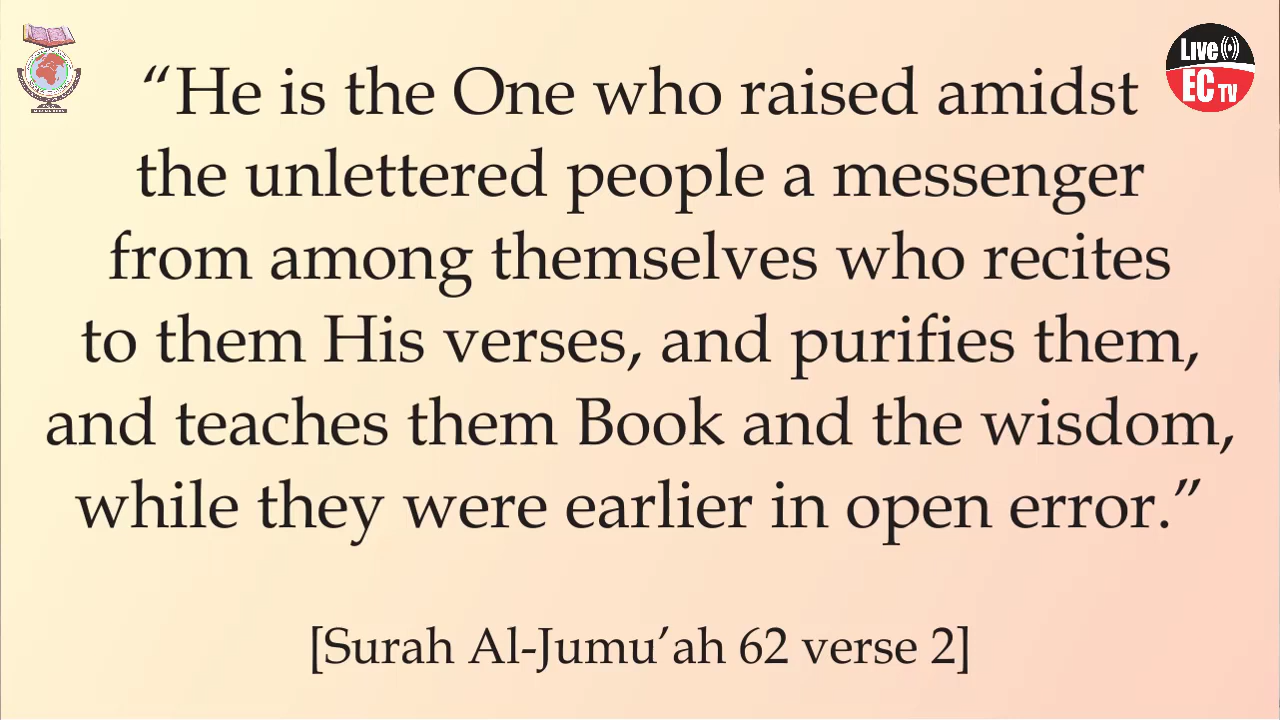 “He is the One who raised amidst
the unlettered people a messenger
from among themselves who recites
to them His verses, and purifies them,
and teaches them Book and the wisdom,
while they were earlier in open error.”
[Surah Al-Jumu’ah 62 verse 2]
Live
EC TV